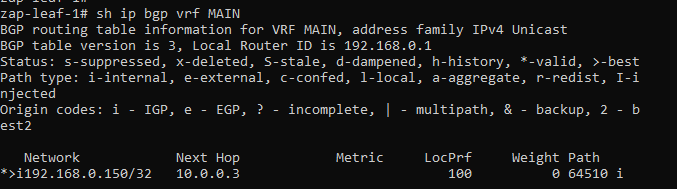 zap-leaf-1#
zap-leaf-1# sh ip bgp vrf MAIN
BGP routing table information for VRF MAIN, address family IPv4 Unicast
BGP table version is 3, Local Router ID is 192.168.0.1
Status: s-suppressed, x-deleted, S-stale, d-dampened, h-history, *-valid, >-best
Path type: i-internal, e-external, c-confed, l-local, a-aggregate, r-redist, I-i
njected
Origin codes: i - IGP, e - EGP, ? - incomplete, | - multipath, & - backup, 2 - b
est2
   Network            Next Hop            Metric     LocPrf     Weight Path
*>i192.168.0.150/32   10.0.0.3                          100          0 64510 i